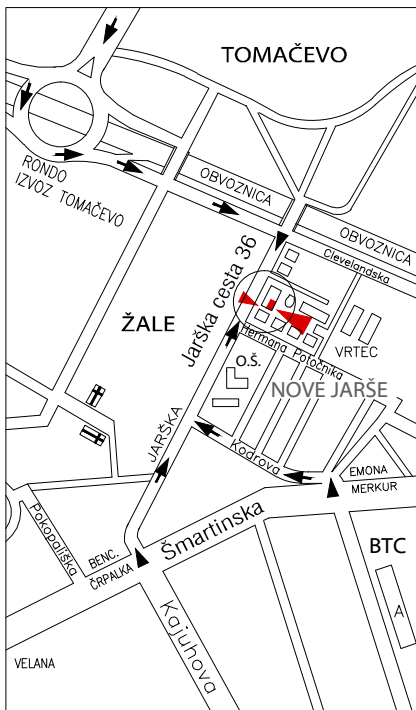 TOMAČEVO
RONDO
IZVOZ TOMAČEVO
OBVOZNICA
OBVOZNICA
Clevelandska
Jarška cesta 36
ŽALE
Hermana Potočnika
VRTEC
O.Š.
NOVE JARŠE
JARŠKA
Kodrova
EMONA
MERKUR
Šmartinska
Pokopališka
BENC.
ČRPALKA
BTC
Kajuhova
A
VELANA